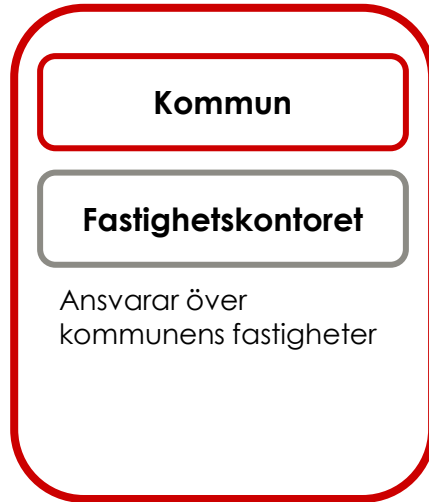 Kommun
Fastighetskontoret
Ansvarar över
kommunens fastigheter